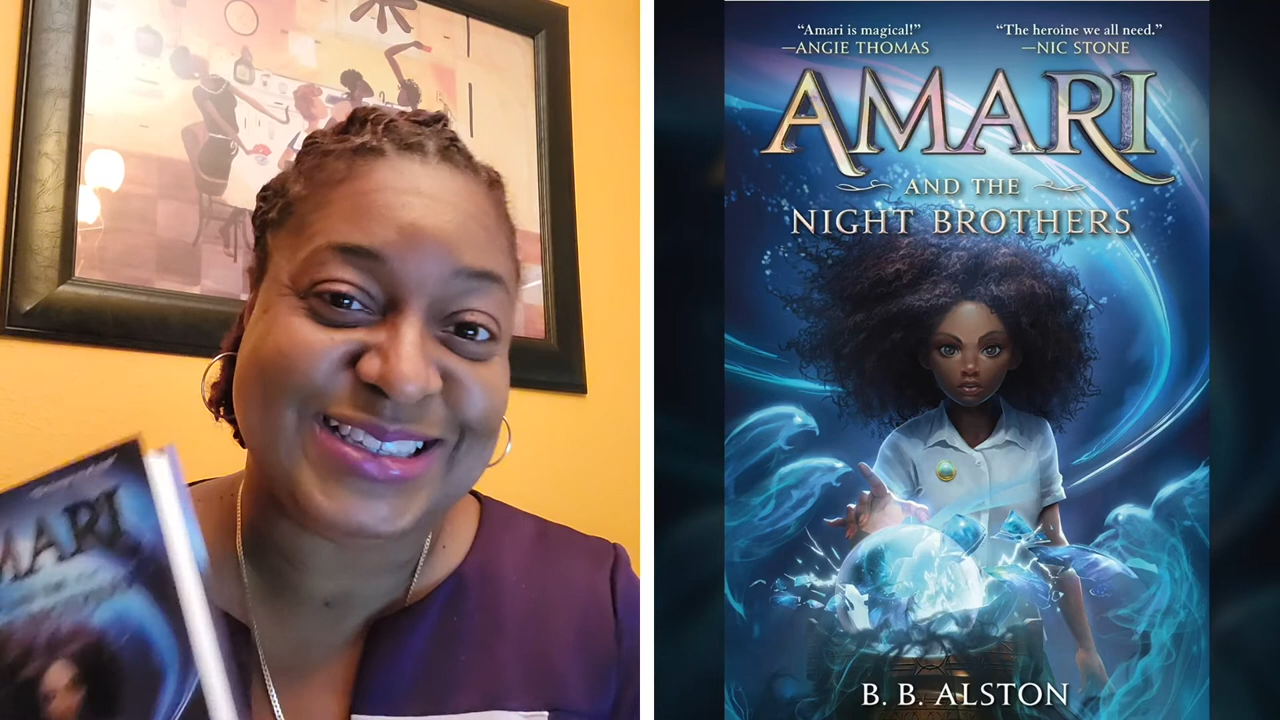 “Amari is magical!”
—ANGIE THOMAS
“The heroine we all need.”
—NIC STONE
AMARI
AND THE
NIGHT BROTHERS
B. B. ALSTON
MARI